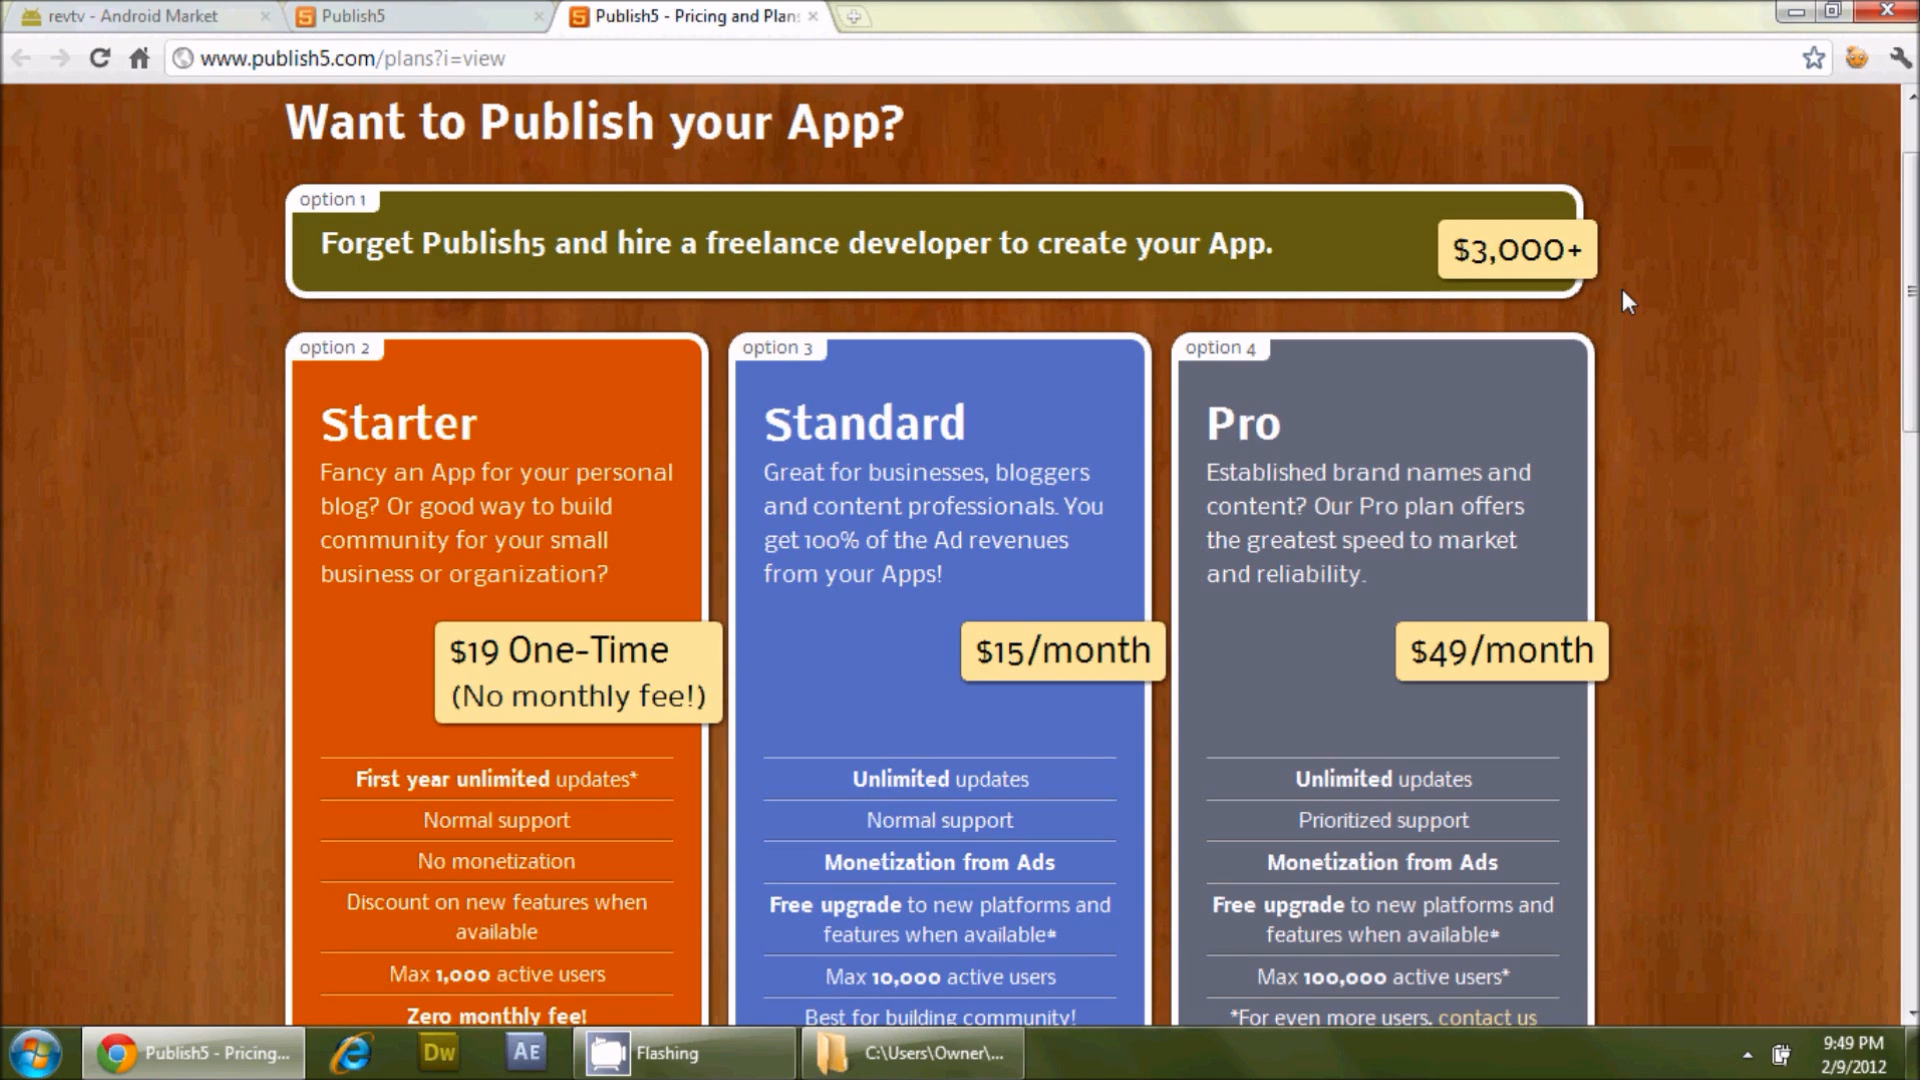 revtv - Android Market
Publish5
Publish5 - Pricing and Plan
www.publish5.com/plans?i=view
Want to Publish your App?
option 1
Forget Publish5 and hire a freelance developer to create your App.
$3,000+
option 2
Starter
Fancy an App for your personal
blog? Or good way to build
community for your small
business or organization?
$19 One-Time
(No monthly fee!)
First year unlimited updates*
Normal support
No monetization
Discount on new features when
available
Max 1,000 active users
Zero monthly fee!
option 3
Standard
Great for businesses, bloggers
and content professionals. You
get 100% of the Ad revenues
from your Apps!
$15/month
Unlimited updates
Normal support
Monetization from Ads
Free upgrade to new platforms and
features when available*
Max 10,000 active users
Best for building community!
option 4
Pro
Established brand names and
content? Our Pro plan offers
the greatest speed to market
and reliability.
$49/month
Unlimited updates
Prioritized support
Monetization from Ads
Free upgrade to new platforms and
features when available*
Max 100,000 active users*
*For even more users, contact us
Publish5 - Pricing...
Dw
AE
Flashing
C:\Users\Owner\...
9:49 PM
2/9/2012